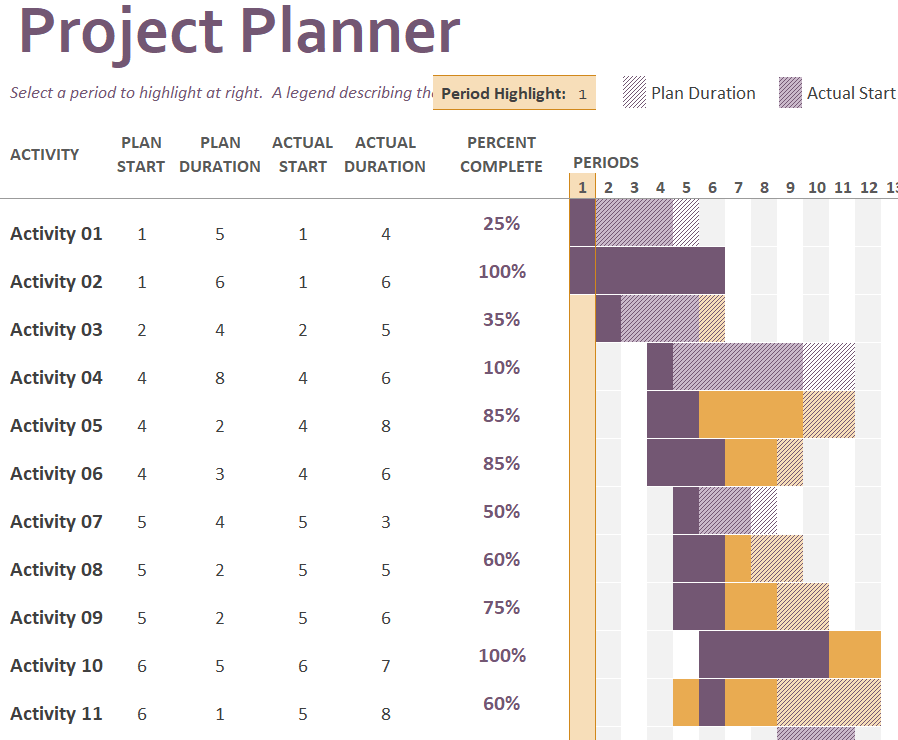 Project Planner
Select a period to highlight at right. A legend describing the
Period Highlight: 1
Plan Duration
Actual Start
ACTIVITY PLAN START PLAN DURATION ACTUAL START ACTUAL DURATION PERCENT COMPLETE PERIODS
1 2 3 4 5 6 7 8 9 10 11 12 13
Activity 01 1 5 1 4 25%
Activity 02 1 6 1 6 100%
Activity 03 2 4 2 5 35%
Activity 04 4 8 4 6 10%
Activity 05 4 2 4 8 85%
Activity 06 4 3 4 6 85%
Activity 07 5 4 5 3 50%
Activity 08 5 2 5 5 60%
Activity 09 5 2 5 6 75%
Activity 10 6 5 6 7 100%
Activity 11 6 1 5 8 60%